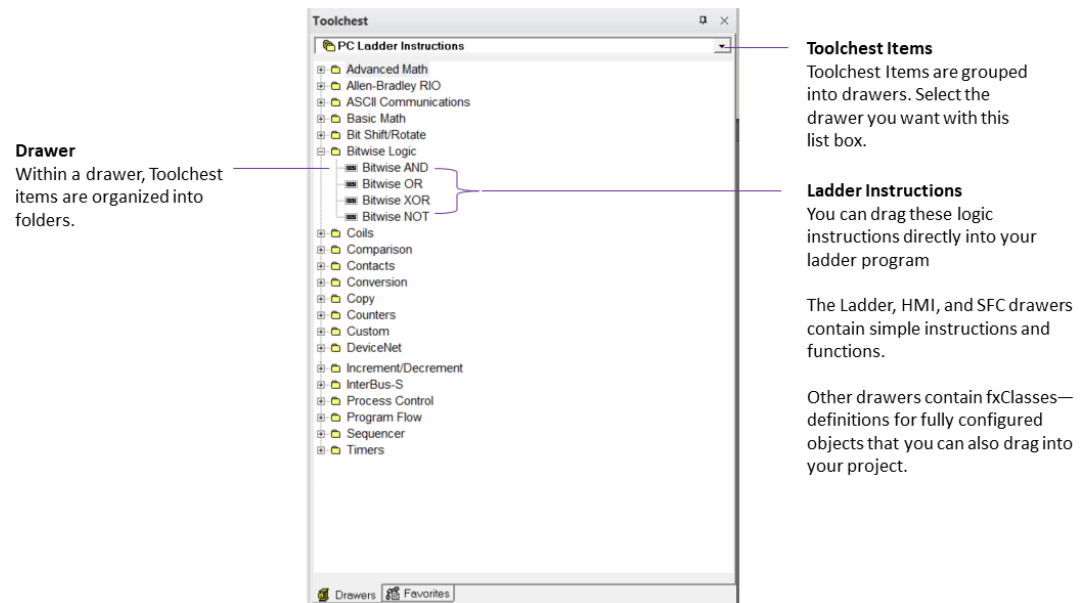 Toolchest
PC Ladder Instructions
Advanced Math
Allen-Bradley RIO
ASCII Communications
Basic Math
Bit Shift/Rotate
Bitwise Logic
Bitwise AND
Bitwise OR
Bitwise XOR
Bitwise NOT
Coils
Comparison
Contacts
Conversion
Copy
Counters
Custom
DeviceNet
Increment/Decrement
InterBus-S
Process Control
Program Flow
Sequencer
Timers
Drawers
Favorites
Drawer
Within a drawer, Toolchest
items are organized into
folders.
Toolchest Items
Toolchest Items are grouped
into drawers. Select the
drawer you want with this
list box.
Ladder Instructions
You can drag these logic
instructions directly into your
ladder program
The Ladder, HMI, and SFC drawers
contain simple instructions and
functions.
Other drawers contain fxClasses—
definitions for fully configured
objects that you can also drag into
your project.